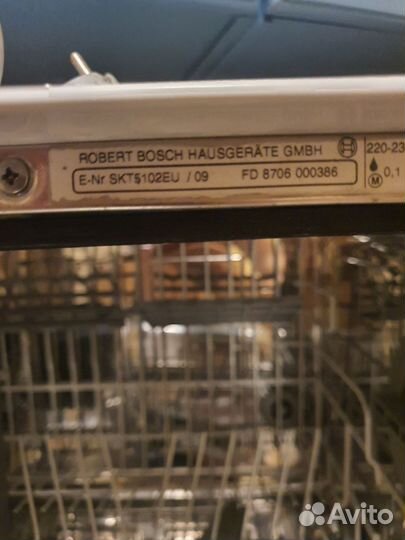 ROBERT BOSCH HAUSGERÄTE GMBH
E-Nr SKT5102EU / 09 FD 8706 000386
220-23
M 0,1
Avito